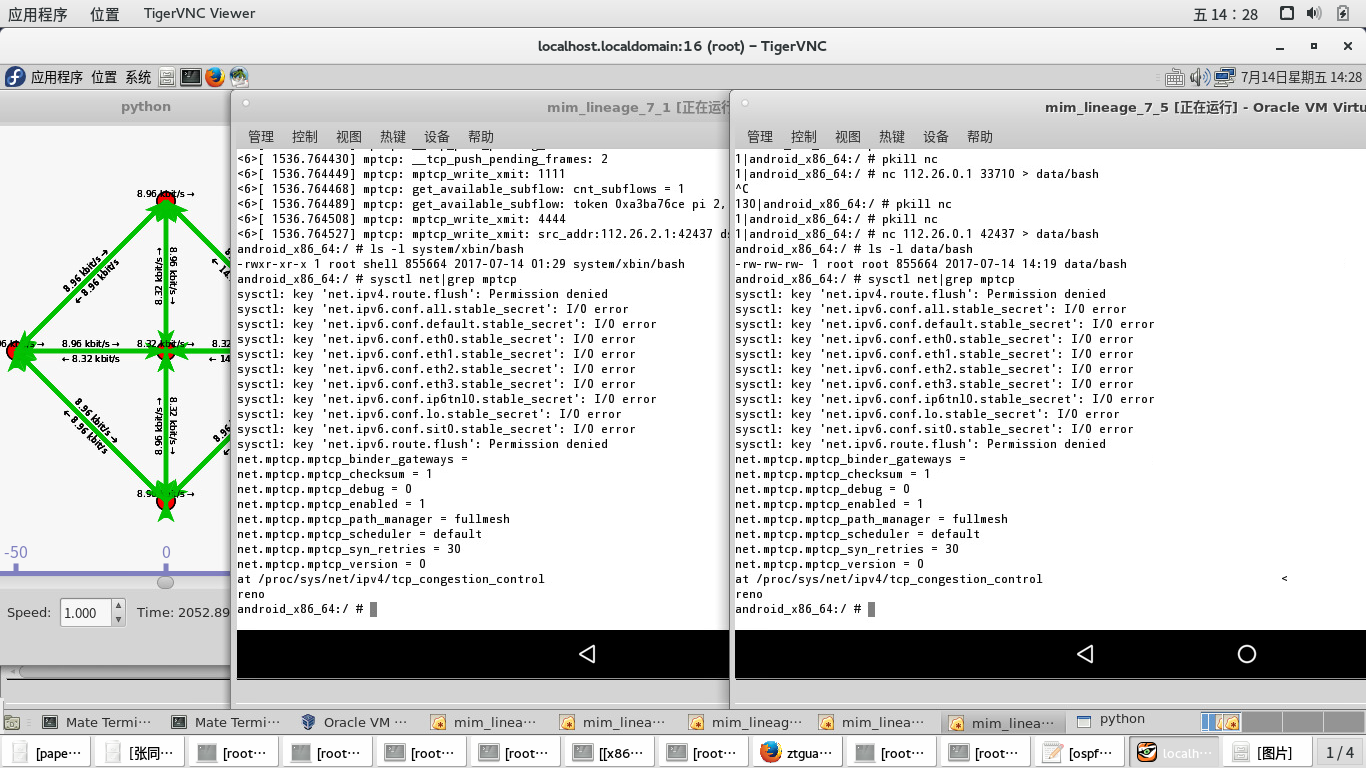 应用程序 位置 TigerVNC Viewer 五 14：28
localhost.localdomain:16 (root) – TigerVNC
应用程序 位置 系统 7月14日星期五 14:28
python
8.96 kbit/s →
8.96 kbit/s →
← 8.96 kbit/s
8.96 kbit/s →
← 8.32 kbit/s
8.96 kbit/s →
← 8.32 kbit/s
8.96 kbit/s →
← 8.96 kbit/s
8.32 kbit/s →
← 8.96 kbit/s
-50 0
Speed: 1.000 Time: 2052.89
mim_lineage_7_1 [正在运行
管理 控制 视图 热键 设备 帮助
<6>[ 1536.764430] mptcp: __tcp_push_pending_frames: 2
<6>[ 1536.764449] mptcp: mptcp_write_xmit: 1111
<6>[ 1536.764468] mptcp: get_available_subflow: cnt_subflows = 1
<6>[ 1536.764489] mptcp: get_available_subflow: token 0xa3ba76ce pi 2,
<6>[ 1536.764508] mptcp: mptcp_write_xmit: 4444
<6>[ 1536.764527] mptcp: mptcp_write_xmit: src_addr:112.26.2.1:42437 ds
android_x86_64:/ # ls -l system/xbin/bash
-rwxr-xr-x 1 root shell 855664 2017-07-14 01:29 system/xbin/bash
android_x86_64:/ # sysctl net|grep mptcp
sysctl: key 'net.ipv4.route.flush': Permission denied
sysctl: key 'net.ipv6.conf.all.stable_secret': I/O error
sysctl: key 'net.ipv6.conf.default.stable_secret': I/O error
sysctl: key 'net.ipv6.conf.eth0.stable_secret': I/O error
sysctl: key 'net.ipv6.conf.eth1.stable_secret': I/O error
sysctl: key 'net.ipv6.conf.eth2.stable_secret': I/O error
sysctl: key 'net.ipv6.conf.eth3.stable_secret': I/O error
sysctl: key 'net.ipv6.conf.ip6tnl0.stable_secret': I/O error
sysctl: key 'net.ipv6.conf.lo.stable_secret': I/O error
sysctl: key 'net.ipv6.conf.sit0.stable_secret': I/O error
sysctl: key 'net.ipv6.route.flush': Permission denied
net.mptcp.mptcp_binder_gateways =
net.mptcp.mptcp_checksum = 1
net.mptcp.mptcp_debug = 0
net.mptcp.mptcp_enabled = 1
net.mptcp.mptcp_path_manager = fullmesh
net.mptcp.mptcp_scheduler = default
net.mptcp.mptcp_syn_retries = 30
net.mptcp.mptcp_version = 0
at /proc/sys/net/ipv4/tcp_congestion_control
reno
android_x86_64:/ #
mim_lineage_7_5 [正在运行] - Oracle VM Virtu
管理 控制 视图 热键 设备 帮助
1|android_x86_64:/ # pkill nc
1|android_x86_64:/ # nc 112.26.0.1 33710 > data/bash
^C
130|android_x86_64:/ # pkill nc
1|android_x86_64:/ # pkill nc
1|android_x86_64:/ # nc 112.26.0.1 42437 > data/bash
android_x86_64:/ # ls -l data/bash
-rw-rw-rw- 1 root root 855664 2017-07-14 14:19 data/bash
android_x86_64:/ # sysctl net|grep mptcp
sysctl: key 'net.ipv4.route.flush': Permission denied
sysctl: key 'net.ipv6.conf.all.stable_secret': I/O error
sysctl: key 'net.ipv6.conf.default.stable_secret': I/O error
sysctl: key 'net.ipv6.conf.eth0.stable_secret': I/O error
sysctl: key 'net.ipv6.conf.eth1.stable_secret': I/O error
sysctl: key 'net.ipv6.conf.eth2.stable_secret': I/O error
sysctl: key 'net.ipv6.conf.eth3.stable_secret': I/O error
sysctl: key 'net.ipv6.conf.ip6tnl0.stable_secret': I/O error
sysctl: key 'net.ipv6.conf.lo.stable_secret': I/O error
sysctl: key 'net.ipv6.conf.sit0.stable_secret': I/O error
sysctl: key 'net.ipv6.route.flush': Permission denied
net.mptcp.mptcp_binder_gateways =
net.mptcp.mptcp_checksum = 1
net.mptcp.mptcp_debug = 0
net.mptcp.mptcp_enabled = 1
net.mptcp.mptcp_path_manager = fullmesh
net.mptcp.mptcp_scheduler = default
net.mptcp.mptcp_syn_retries = 30
net.mptcp.mptcp_version = 0
at /proc/sys/net/ipv4/tcp_congestion_control <
reno
android_x86_64:/ #
Mate Termi… Mate Termi… Oracle VM … mim_linea… mim_linea… mim_lineag… mim_linea… mim_linea… python
[pape… [张同… [root… [root… [root… [root… [[x86… [root… ztgua… [root… [root… [ospf… localh… [图片] 1 / 4